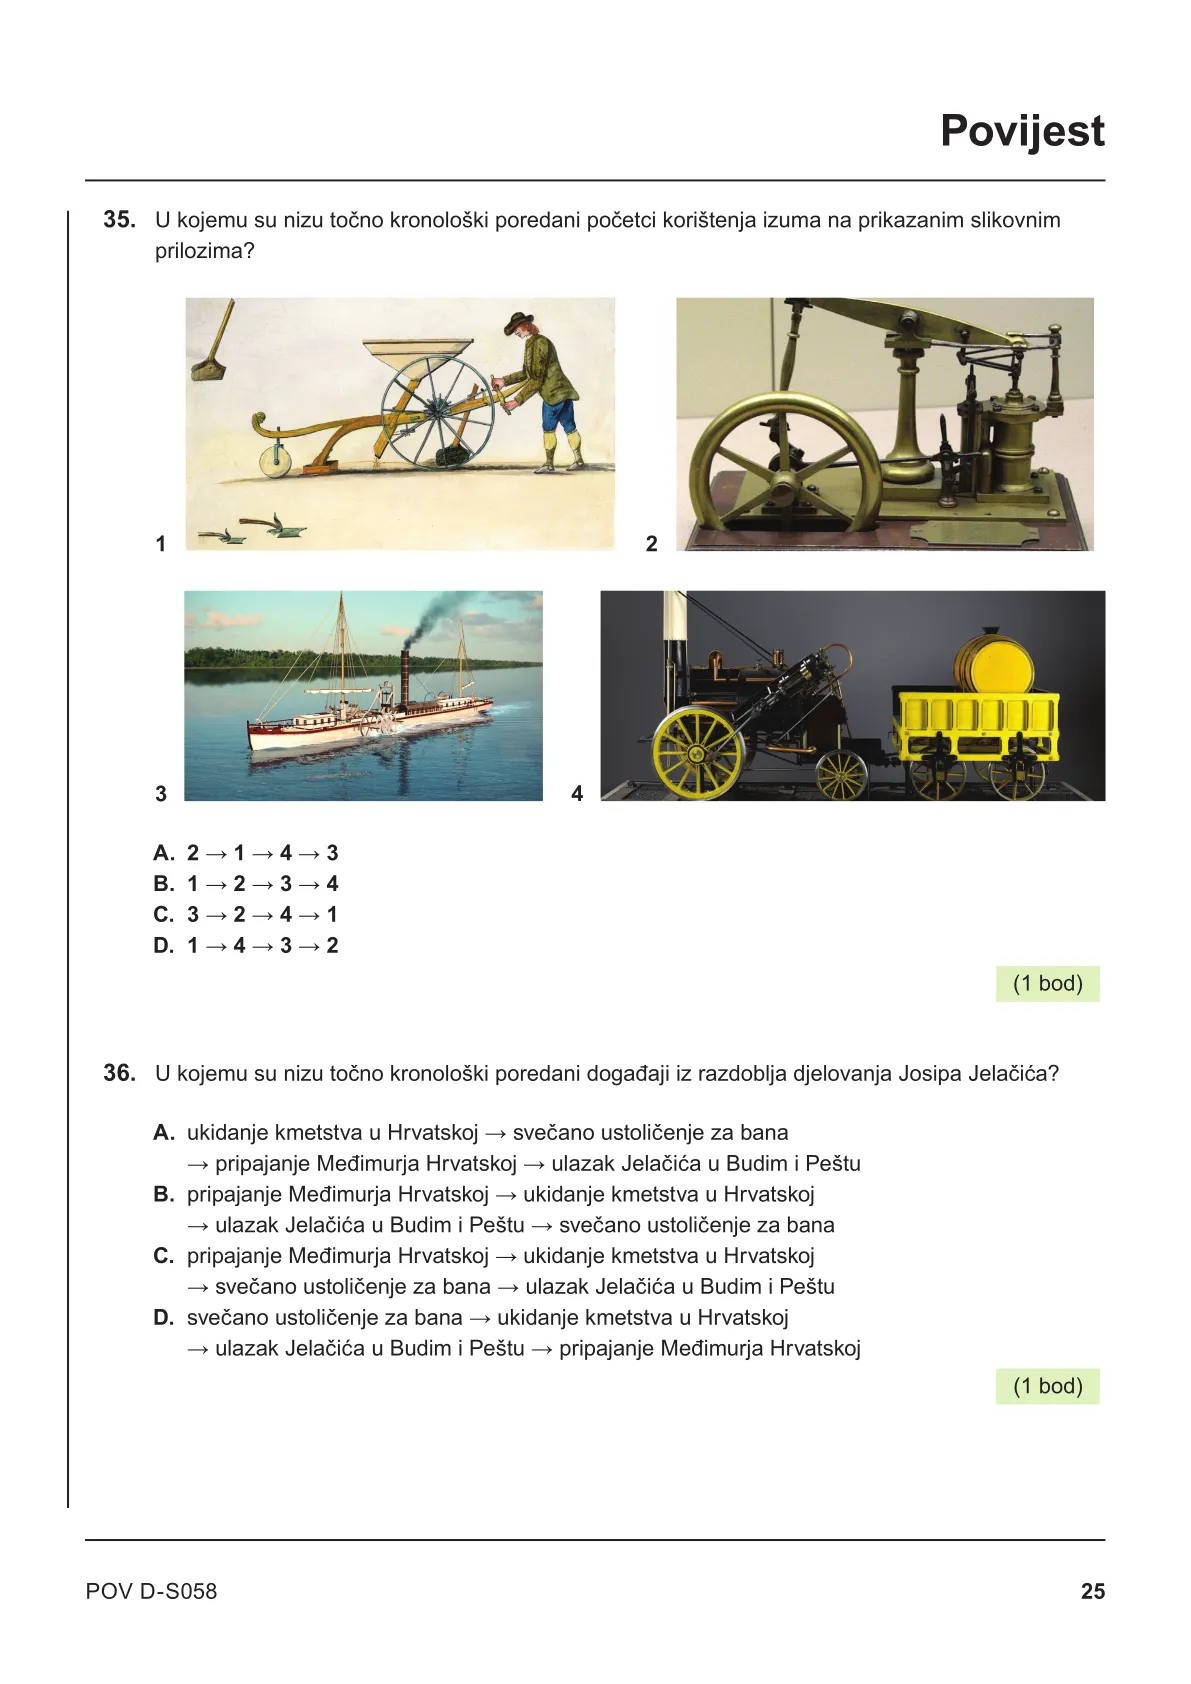 Povijest
35. U kojemu su nizu točno kronološki poredani početci korištenja izuma na prikazanim slikovnim
prilozima?
1
2
3
4
A. 2 → 1 → 4 → 3
B. 1 → 2 → 3 → 4
C. 3 → 2 → 4 → 1
D. 1 → 4 → 3 → 2
(1 bod)
36. U kojemu su nizu točno kronološki poredani događaji iz razdoblja djelovanja Josipa Jelačića?
A. ukidanje kmetstva u Hrvatskoj → svečano ustoličenje za bana
→ pripajanje Međimurja Hrvatskoj → ulazak Jelačića u Budim i Peštu
B. pripajanje Međimurja Hrvatskoj → ukidanje kmetstva u Hrvatskoj
→ ulazak Jelačića u Budim i Peštu → svečano ustoličenje za bana
C. pripajanje Međimurja Hrvatskoj → ukidanje kmetstva u Hrvatskoj
→ svečano ustoličenje za bana → ulazak Jelačića u Budim i Peštu
D. svečano ustoličenje za bana → ukidanje kmetstva u Hrvatskoj
→ ulazak Jelačića u Budim i Peštu → pripajanje Međimurja Hrvatskoj
(1 bod)
POV D-S058
25